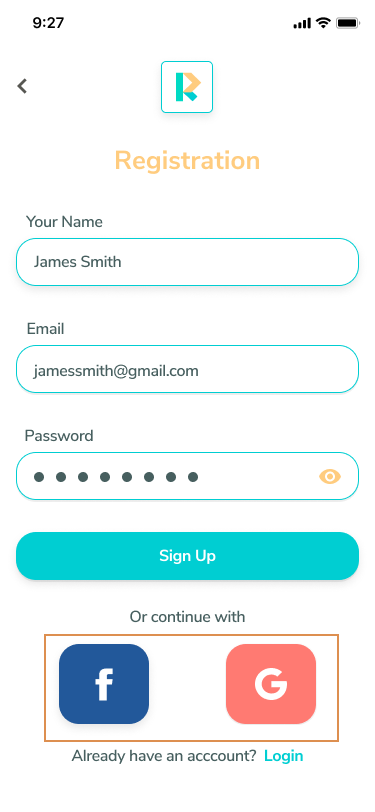 9:27
Registration
Your Name
James Smith
Email
jamessmith@gmail.com
Password
Sign Up
Or continue with
f G
Already have an acccount? Login